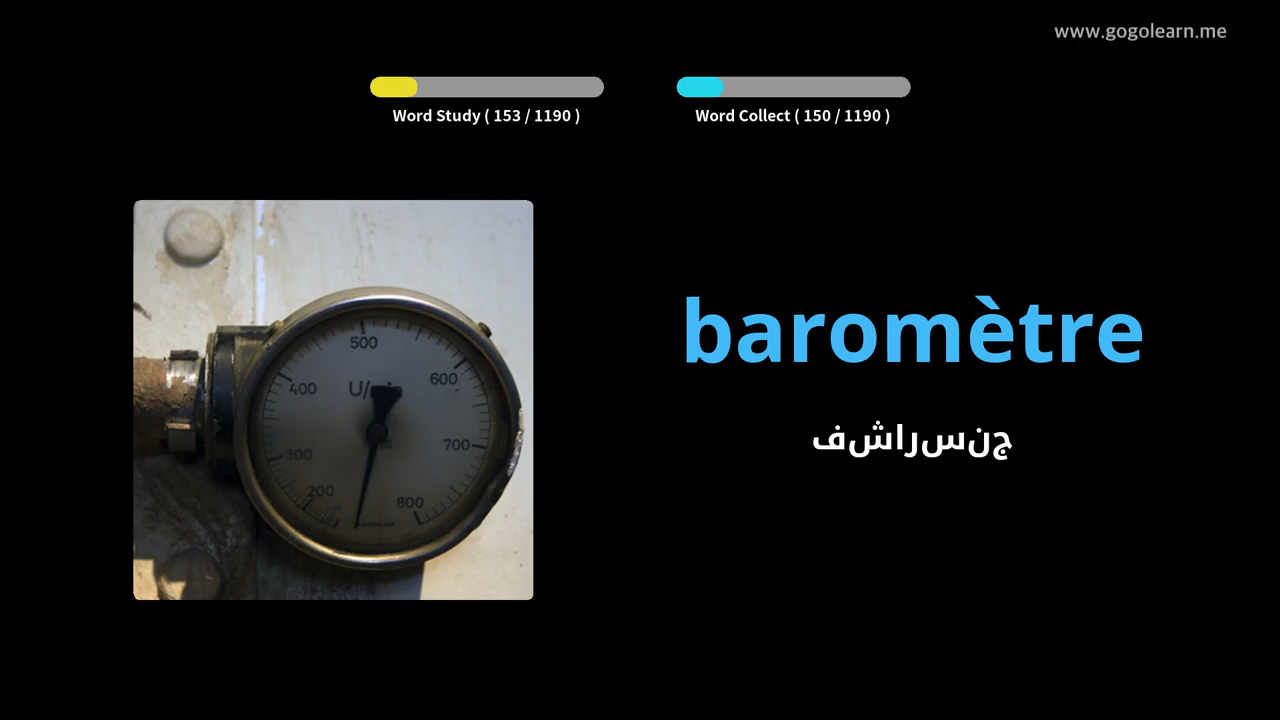 www.gogolearn.me
Word Study ( 153 / 1190 )
Word Collect ( 150 / 1190 )
500
U/
400
600
300
700
200
800
baromètre
فشارسنج